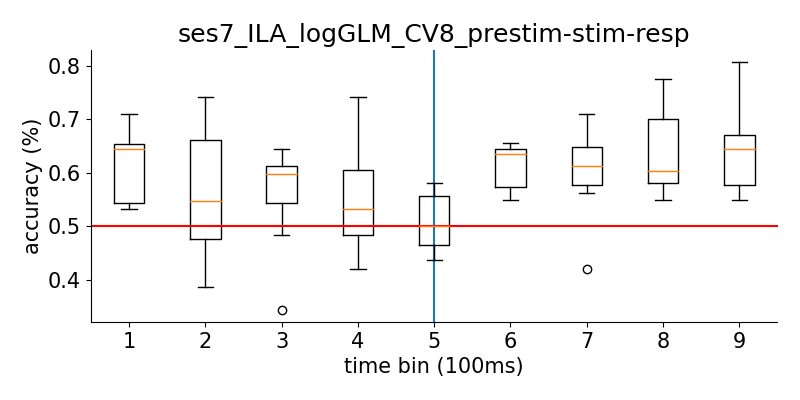 ses7_ILA_logGLM_CV8_prestim-stim-resp
accuracy (%)
0.8
0.7
0.6
0.5
0.4
1 2 3 4 5 6 7 8 9
time bin (100ms)